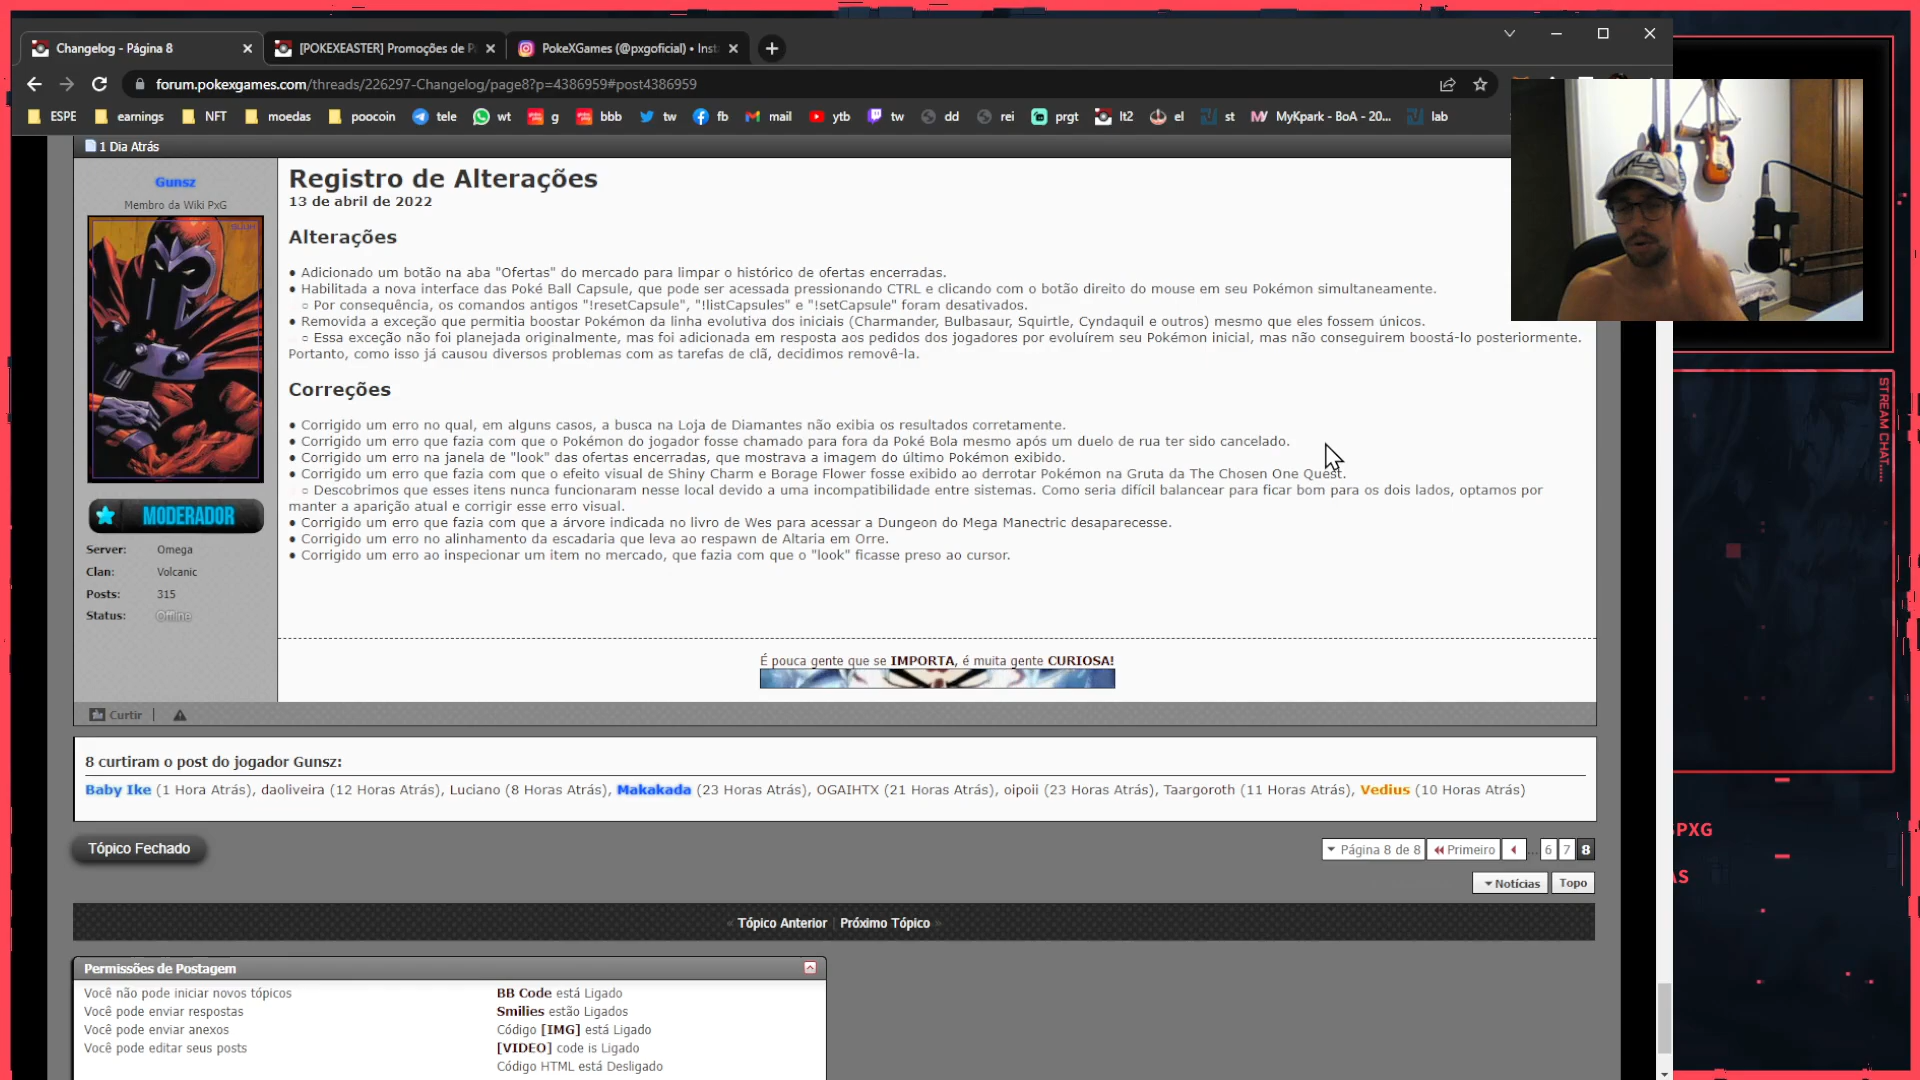 Changelog - Página 8
[POKEXEASTER] Promoções de P
PokeXGames (@pxgoficial) • Inst
forum.pokexgames.com/threads/226297-Changelog/page8?p=4386959#post4386959
ESPE
earnings
NFT
moedas
poocoin
tele
wt
g
bbb
tw
fb
mail
ytb
tw
dd
rei
prgt
lt2
el
st
MyKpark - BoA - 20...
lab
1 Dia Atrás
Gunsz
Membro da Wiki PxG
MODERADOR
Server: Omega
Clan: Volcanic
Posts: 315
Status: Offline
Registro de Alterações
13 de abril de 2022
Alterações
● Adicionado um botão na aba "Ofertas" do mercado para limpar o histórico de ofertas encerradas.
● Habilitada a nova interface das Poké Ball Capsule, que pode ser acessada pressionando CTRL e clicando com o botão direito do mouse em seu Pokémon simultaneamente.
○ Por consequência, os comandos antigos "!resetCapsule", "!listCapsules" e "!setCapsule" foram desativados.
● Removida a exceção que permitia boostar Pokémon da linha evolutiva dos iniciais (Charmander, Bulbasaur, Squirtle, Cyndaquil e outros) mesmo que eles fossem únicos.
○ Essa exceção não foi planejada originalmente, mas foi adicionada em resposta aos pedidos dos jogadores por evoluírem seu Pokémon inicial, mas não conseguirem boostá-lo posteriormente.
Portanto, como isso já causou diversos problemas com as tarefas de clã, decidimos removê-la.
Correções
● Corrigido um erro no qual, em alguns casos, a busca na Loja de Diamantes não exibia os resultados corretamente.
● Corrigido um erro que fazia com que o Pokémon do jogador fosse chamado para fora da Poké Bola mesmo após um duelo de rua ter sido cancelado.
● Corrigido um erro na janela de "look" das ofertas encerradas, que mostrava a imagem do último Pokémon exibido.
● Corrigido um erro que fazia com que o efeito visual de Shiny Charm e Borage Flower fosse exibido ao derrotar Pokémon na Gruta da The Chosen One Quest.
○ Descobrimos que esses itens nunca funcionaram nesse local devido a uma incompatibilidade entre sistemas. Como seria difícil balancear para ficar bom para os dois lados, optamos por
manter a aparição atual e corrigir esse erro visual.
● Corrigido um erro que fazia com que a árvore indicada no livro de Wes para acessar a Dungeon do Mega Manectric desaparecesse.
● Corrigido um erro no alinhamento da escadaria que leva ao respawn de Altaria em Orre.
● Corrigido um erro ao inspecionar um item no mercado, que fazia com que o "look" ficasse preso ao cursor.
É pouca gente que se IMPORTA, é muita gente CURIOSA!
Curtir
8 curtiram o post do jogador Gunsz:
Baby Ike (1 Hora Atrás), daoliveira (12 Horas Atrás), Luciano (8 Horas Atrás), Makakada (23 Horas Atrás), OGAIHTX (21 Horas Atrás), oipoii (23 Horas Atrás), Taargoroth (11 Horas Atrás), Vedius (10 Horas Atrás)
Tópico Fechado
Página 8 de 8
Primeiro
...
6
7
8
Notícias
Topo
« Tópico Anterior | Próximo Tópico »
Permissões de Postagem
Você não pode iniciar novos tópicos
Você pode enviar respostas
Você pode enviar anexos
Você pode editar seus posts
BB Code está Ligado
Smilies estão Ligados
Código [IMG] está Ligado
[VIDEO] code is Ligado
Código HTML está Desligado
STREAM CHAT....
PXG
AS